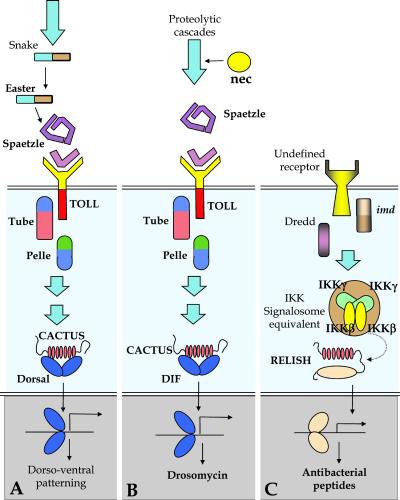 Snake
Easter
Spaetzle
TOLL
Tube
Pelle
CACTUS
Dorsal
Dorso-ventral
patterning
A
Proteolytic
cascades
nec
Spaetzle
TOLL
Tube
Pelle
CACTUS
DIF
Drosomycin
B
Undefined
receptor
imd
Dredd
IKKγ IKKγ
IKK
Signalosome
equivalent
IKKβ IKKβ
RELISH
Antibacterial
peptides
C